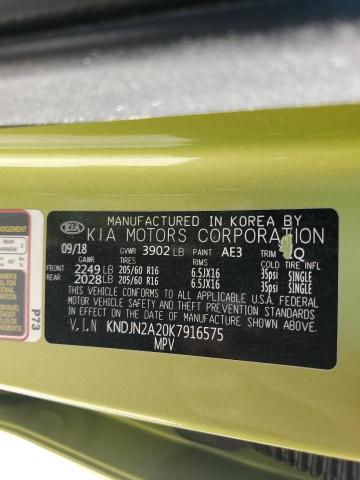 KIA
MANUFACTURED IN KOREA BY
KIA MOTORS CORPORATION
09/18 GVWR 3902 LB PAINT AE3 TRIM Q
RIMS COLD TIRE INFL
FRONT 2249 LB 205/60 R16 6.5JX16 35psi SINGLE
REAR 2028 LB 205/60 R16 6.5JX16 35psi SINGLE
THIS VEHICLE CONFORMS TO ALL APPLICABLE U.S.A FEDERAL
MOTOR VEHICLE SAFETY AND THEFT PREVENTION STANDARDS
IN EFFECT ON THE DATE OF MANUFACTURE SHOWN ABOVE.
V.I.N KNDJN2A20K7916575
MPV
P73
ARRANGEMENT
REAR